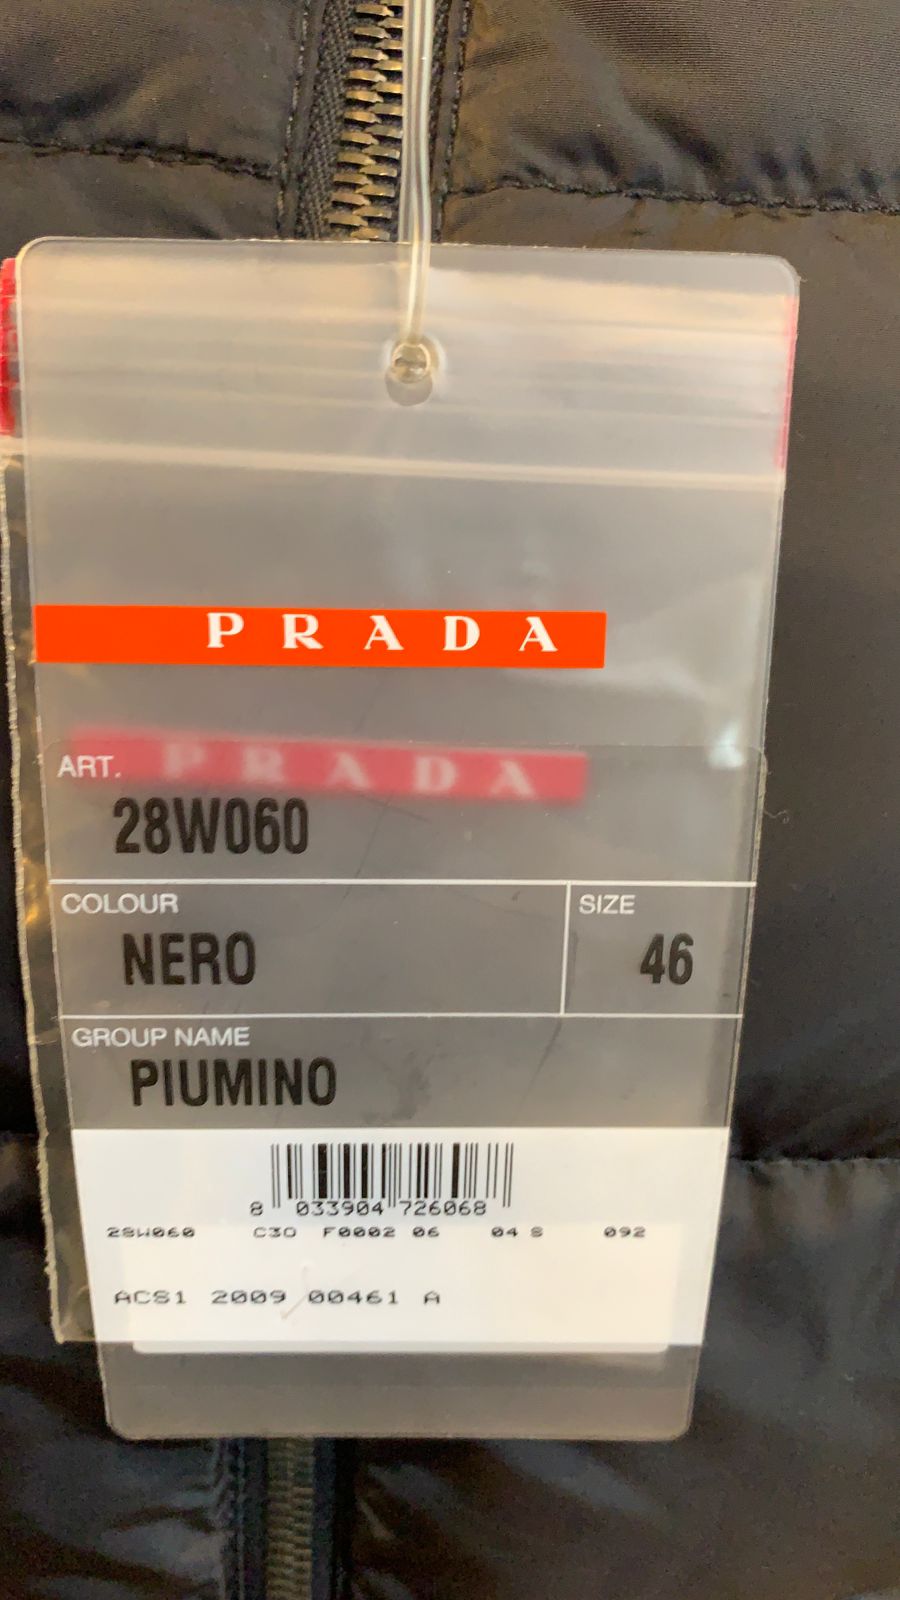 PRADA
PRADA
ART.
28W060
COLOUR
SIZE
NERO
46
GROUP NAME
PIUMINO
8 033904 726068
28W060 C30 F0002 06 04 S 092
ACS1 2009 00461 A